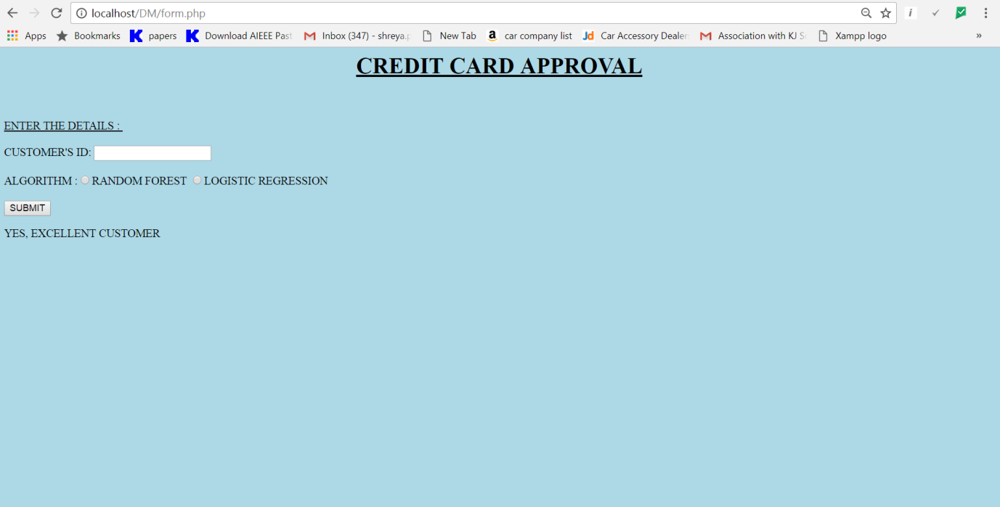 localhost/DM/form.php
Apps Bookmarks K papers K Download AIEEE Past Inbox (347) - shreya.p New Tab a car company list Jd Car Accessory Dealer Association with KJ Xampp logo »
CREDIT CARD APPROVAL
ENTER THE DETAILS :
CUSTOMER'S ID:
ALGORITHM : RANDOM FOREST LOGISTIC REGRESSION
SUBMIT
YES, EXCELLENT CUSTOMER